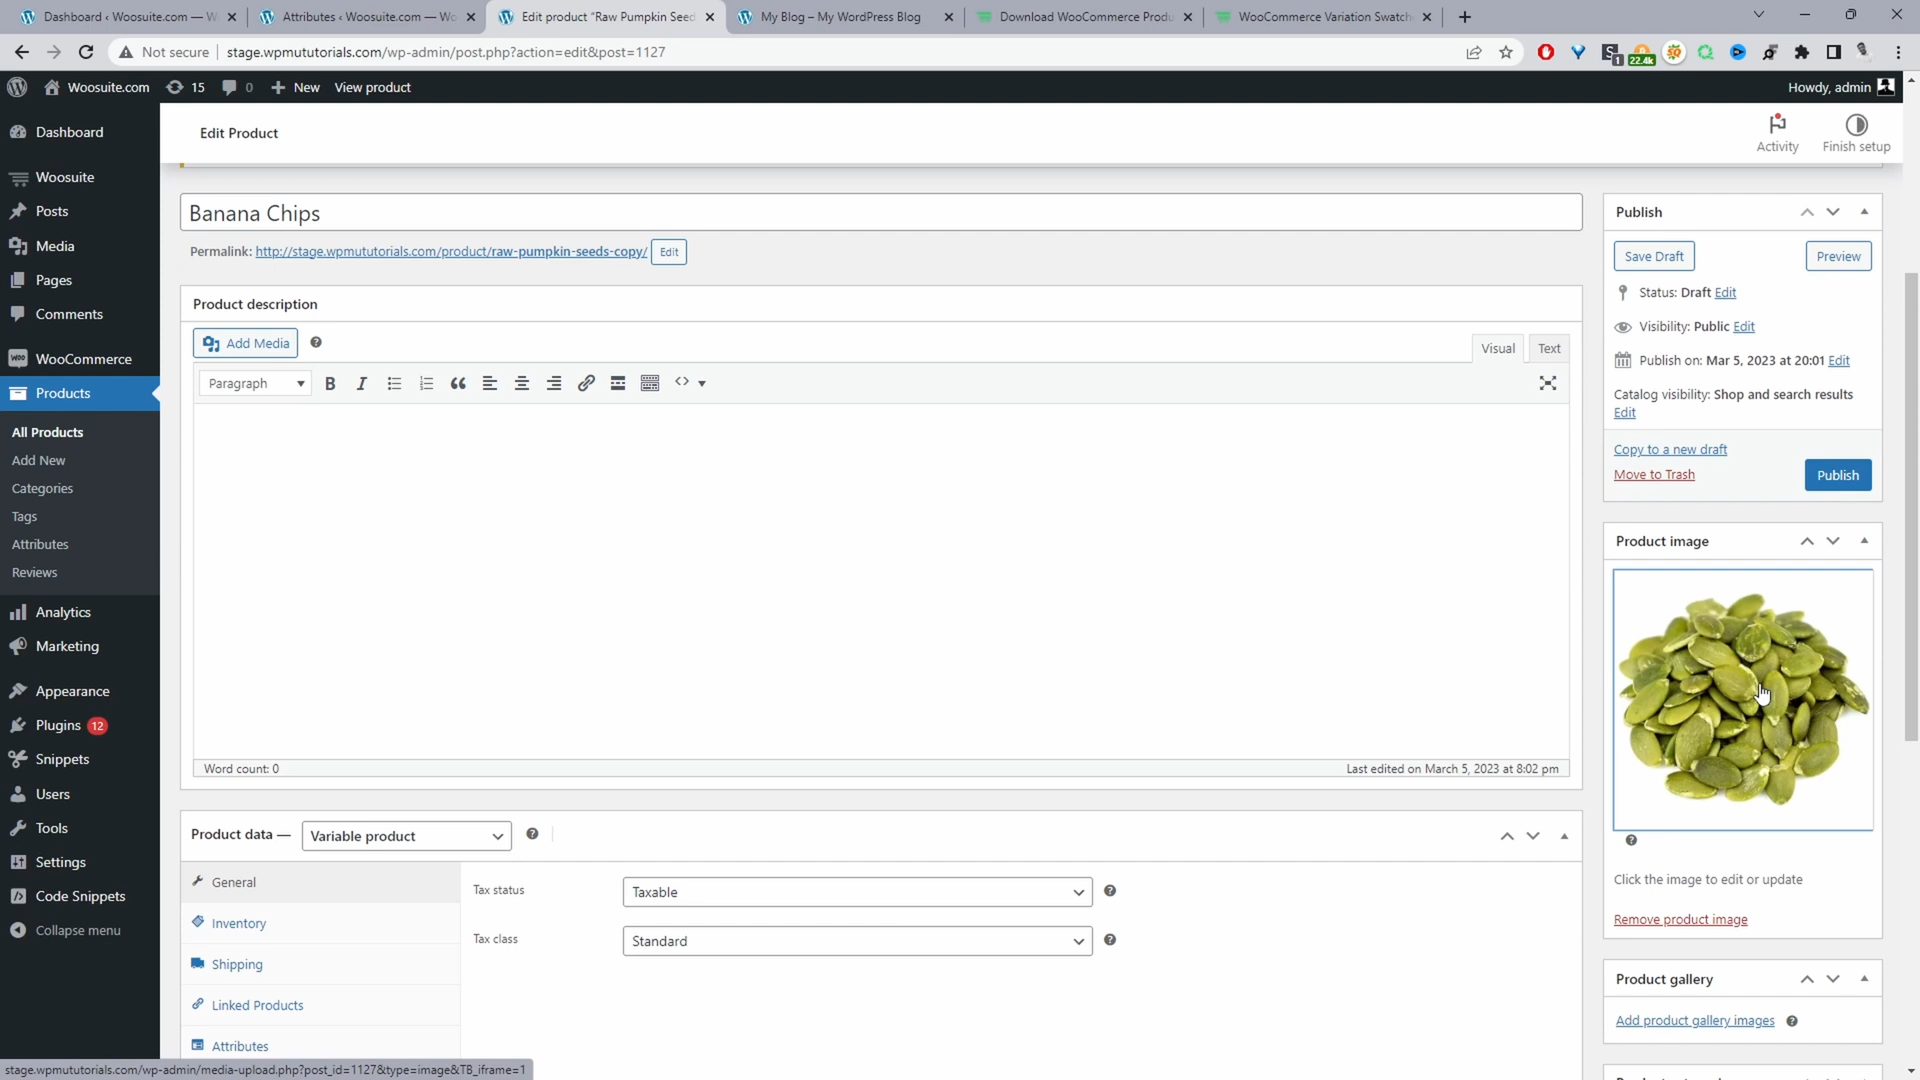 Dashboard ‹ Woosuite.com — W
Attributes ‹ Woosuite.com — Wo
Edit product “Raw Pumpkin Seed
My Blog – My WordPress Blog
Download WooCommerce Produ
WooCommerce Variation Swatch
Not secure
stage.wpmututorials.com/wp-admin/post.php?action=edit&post=1127
1
22.4k
Woosuite.com
15
0
New
View product
Howdy, admin
Dashboard
Woosuite
Posts
Media
Pages
Comments
WooCommerce
Products
All Products
Add New
Categories
Tags
Attributes
Reviews
Analytics
Marketing
Appearance
Plugins 12
Snippets
Users
Tools
Settings
Code Snippets
Collapse menu
Edit Product
Activity
Finish setup
Banana Chips
Permalink: http://stage.wpmututorials.com/product/raw-pumpkin-seeds-copy/ Edit
Product description
Add Media
Visual
Text
Paragraph
Word count: 0
Last edited on March 5, 2023 at 8:02 pm
Product data —
Variable product
General
Inventory
Shipping
Linked Products
Attributes
Tax status
Taxable
Tax class
Standard
Publish
Save Draft
Preview
Status: Draft Edit
Visibility: Public Edit
Publish on: Mar 5, 2023 at 20:01 Edit
Catalog visibility: Shop and search results
Edit
Copy to a new draft
Move to Trash
Publish
Product image
Click the image to edit or update
Remove product image
Product gallery
Add product gallery images
stage.wpmututorials.com/wp-admin/media-upload.php?post_id=1127&type=image&TB_iframe=1